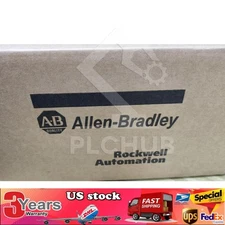 AB
Allen-Bradley
PLCHUB
Rockwell
Automation
3 Years
Warranty
US stock
FAST
SHIPPING
Special
ups FedEx